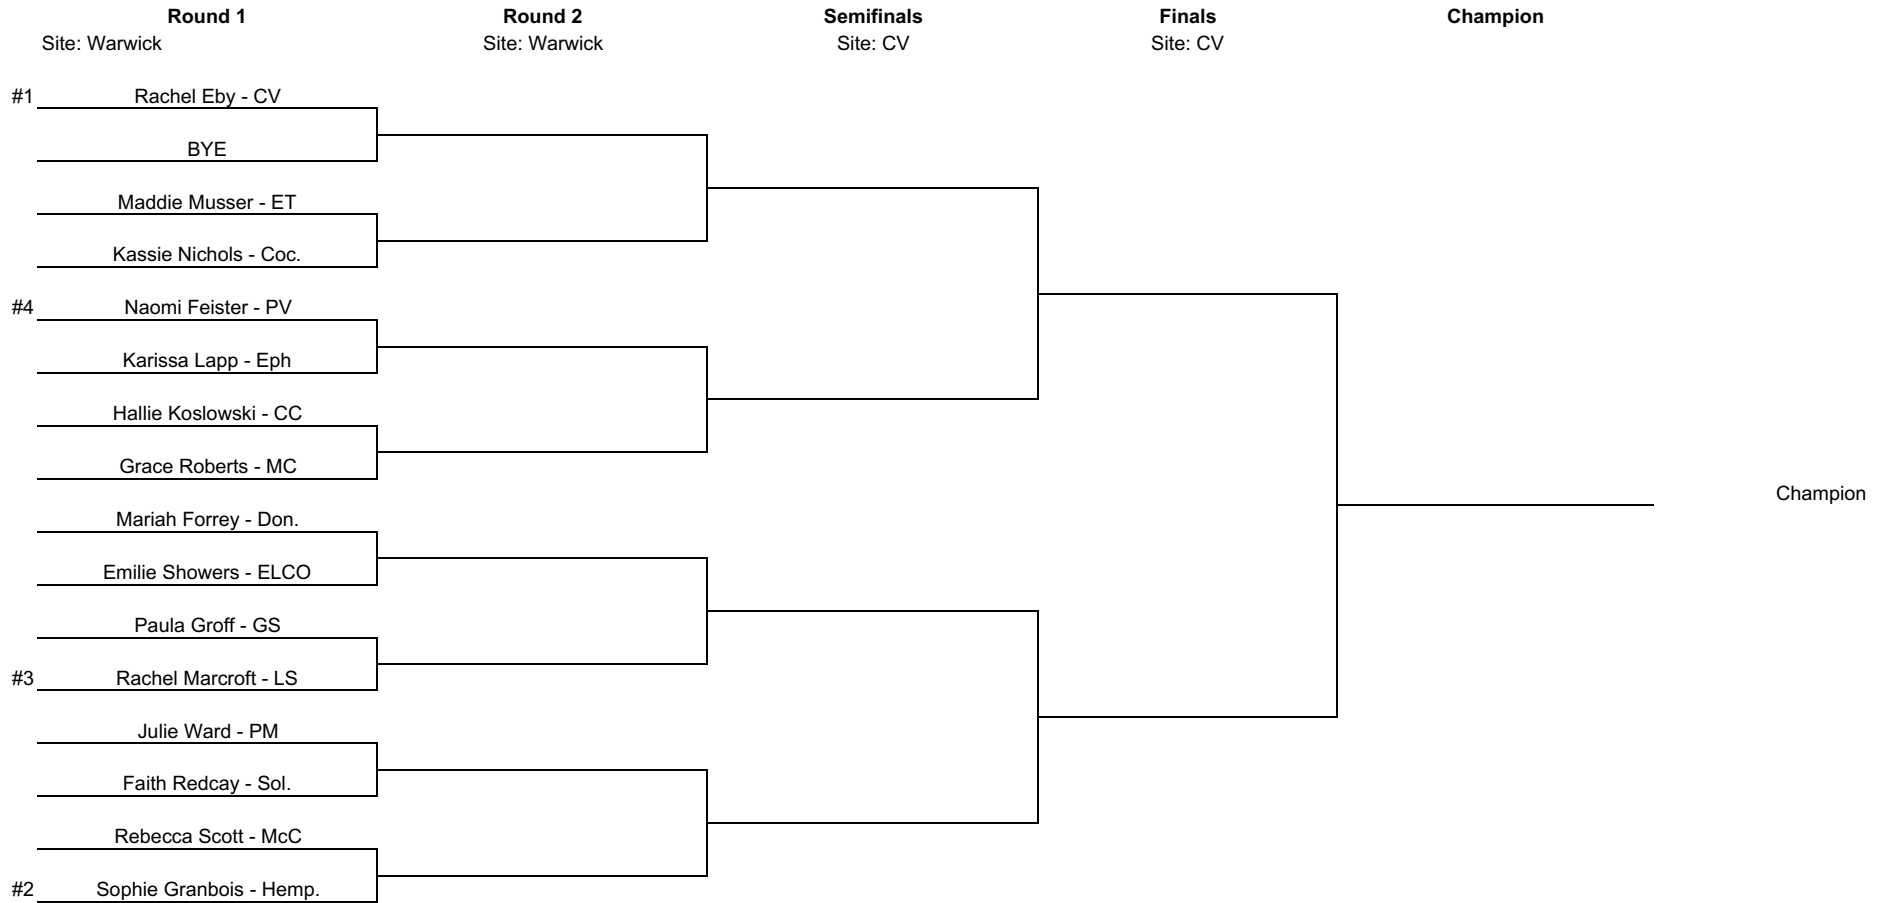 Round 1 Round 2 Semifinals Finals Champion
Site: Warwick Site: Warwick Site: CV Site: CV
#1 Rachel Eby - CV
BYE
Maddie Musser - ET
Kassie Nichols - Coc.
#4 Naomi Feister - PV
Karissa Lapp - Eph
Hallie Koslowski - CC
Grace Roberts - MC
Champion
Mariah Forrey - Don.
Emilie Showers - ELCO
Paula Groff - GS
#3 Rachel Marcroft - LS
Julie Ward - PM
Faith Redcay - Sol.
Rebecca Scott - McC
#2 Sophie Granbois - Hemp.